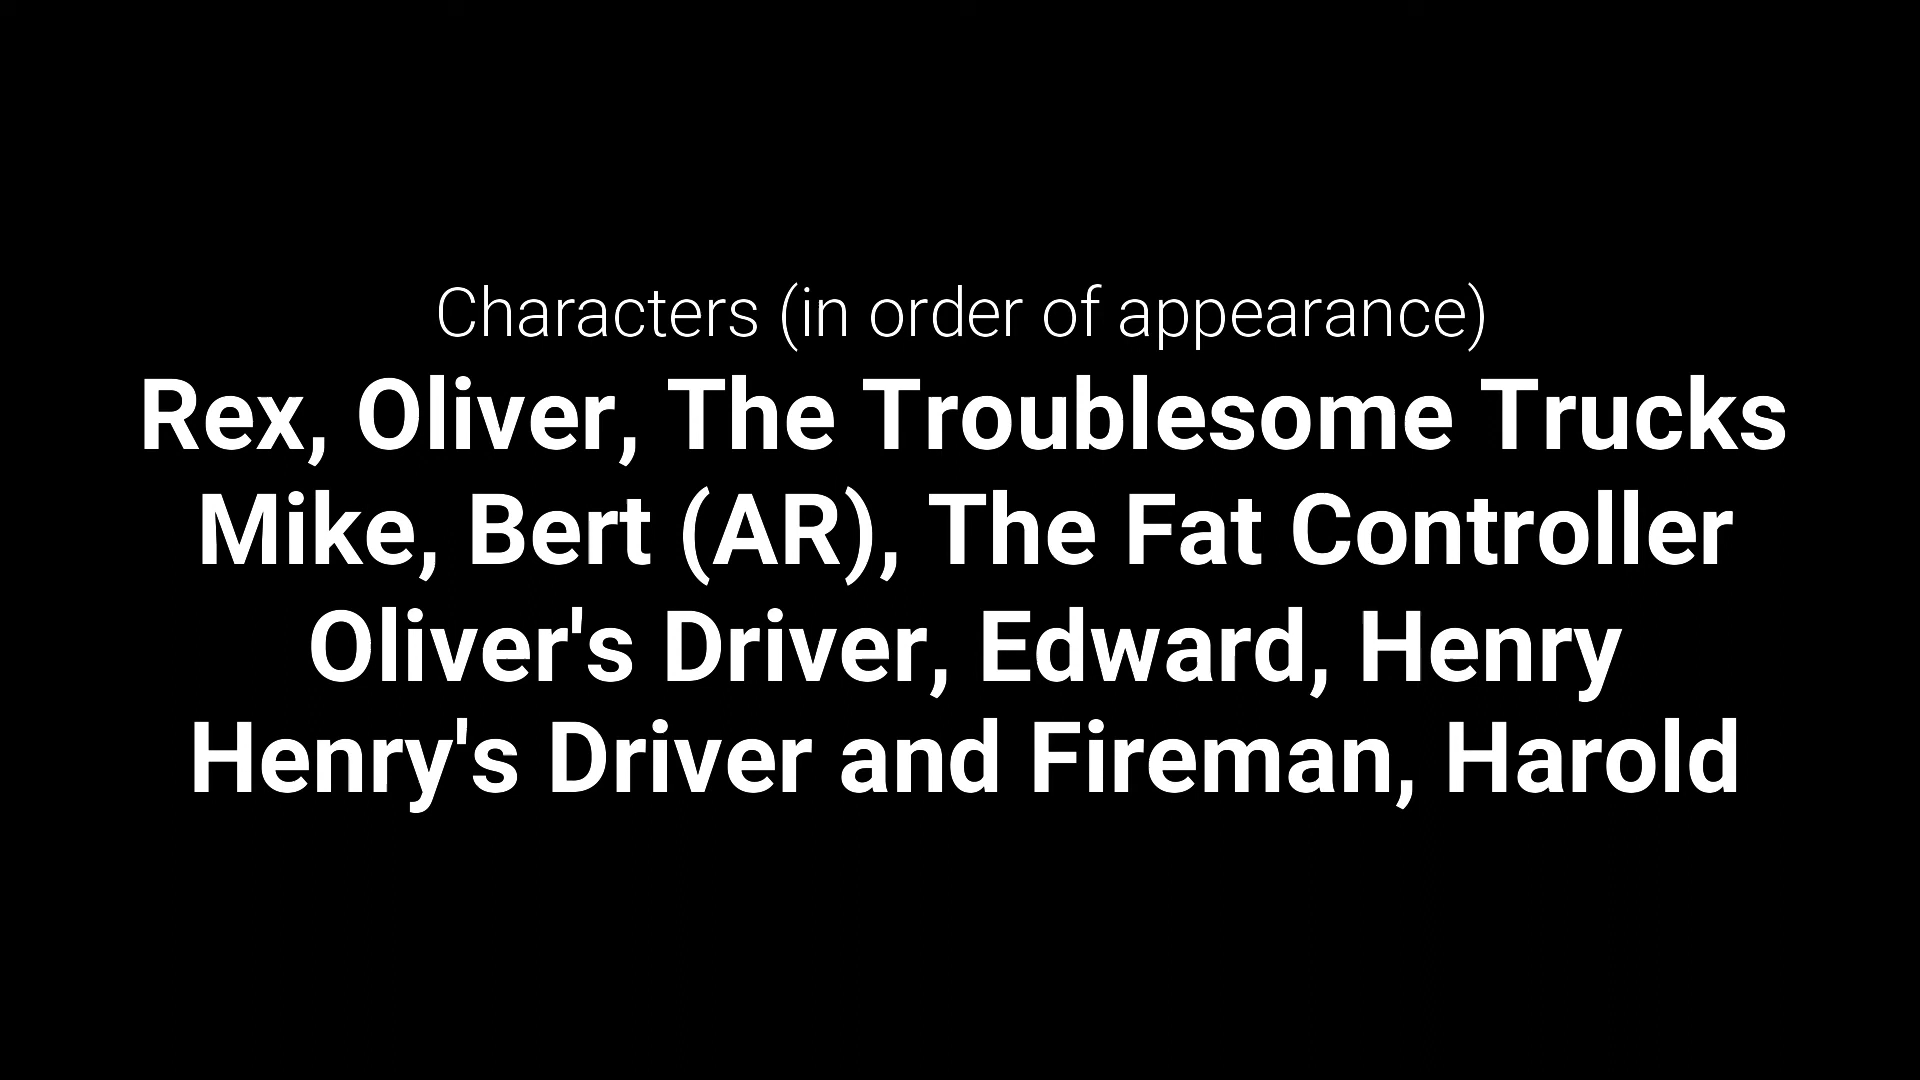 Characters (in order of appearance)
Rex, Oliver, The Troublesome Trucks
Mike, Bert (AR), The Fat Controller
Oliver's Driver, Edward, Henry
Henry's Driver and Fireman, Harold